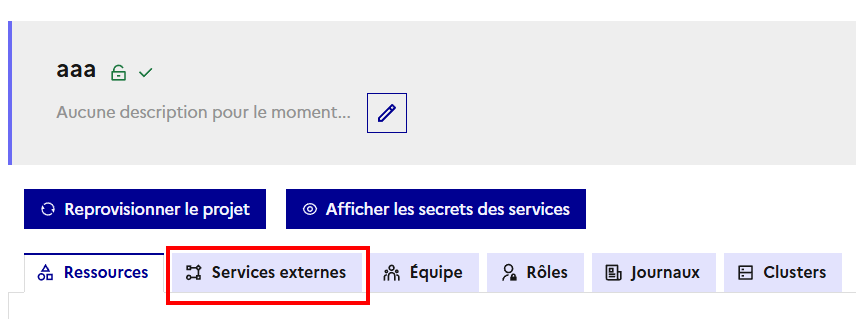 aaa
Aucune description pour le moment...
Reprovisionner le projet Afficher les secrets des services
Ressources Services externes Équipe Rôles Journaux Clusters